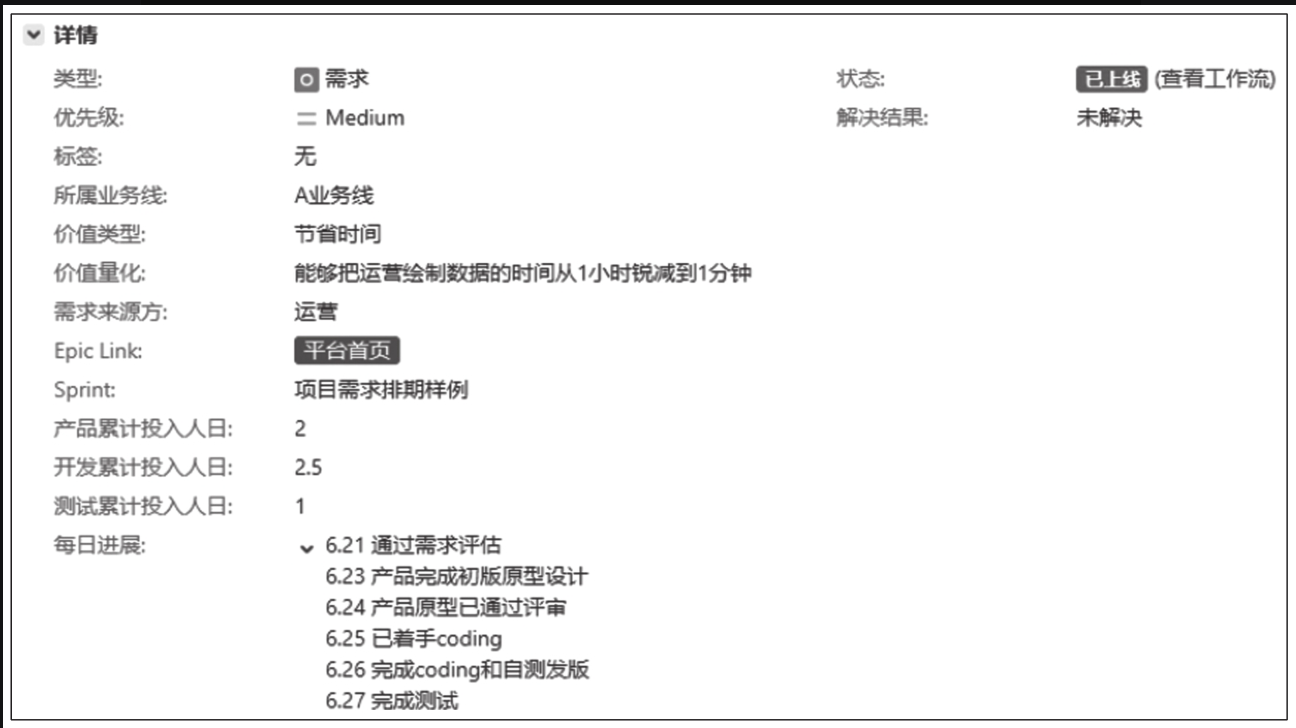 详情
类型: 需求 状态: 已上线 (查看工作流)
优先级: Medium 解决结果: 未解决
标签: 无
所属业务线: A业务线
价值类型: 节省时间
价值量化: 能够把运营绘制数据的时间从1小时锐减到1分钟
需求来源方: 运营
Epic Link: 平台首页
Sprint: 项目需求排期样例
产品累计投入人日: 2
开发累计投入人日: 2.5
测试累计投入人日: 1
每日进展: 6.21 通过需求评估
6.23 产品完成初版原型设计
6.24 产品原型已通过评审
6.25 已着手coding
6.26 完成coding和自测发版
6.27 完成测试